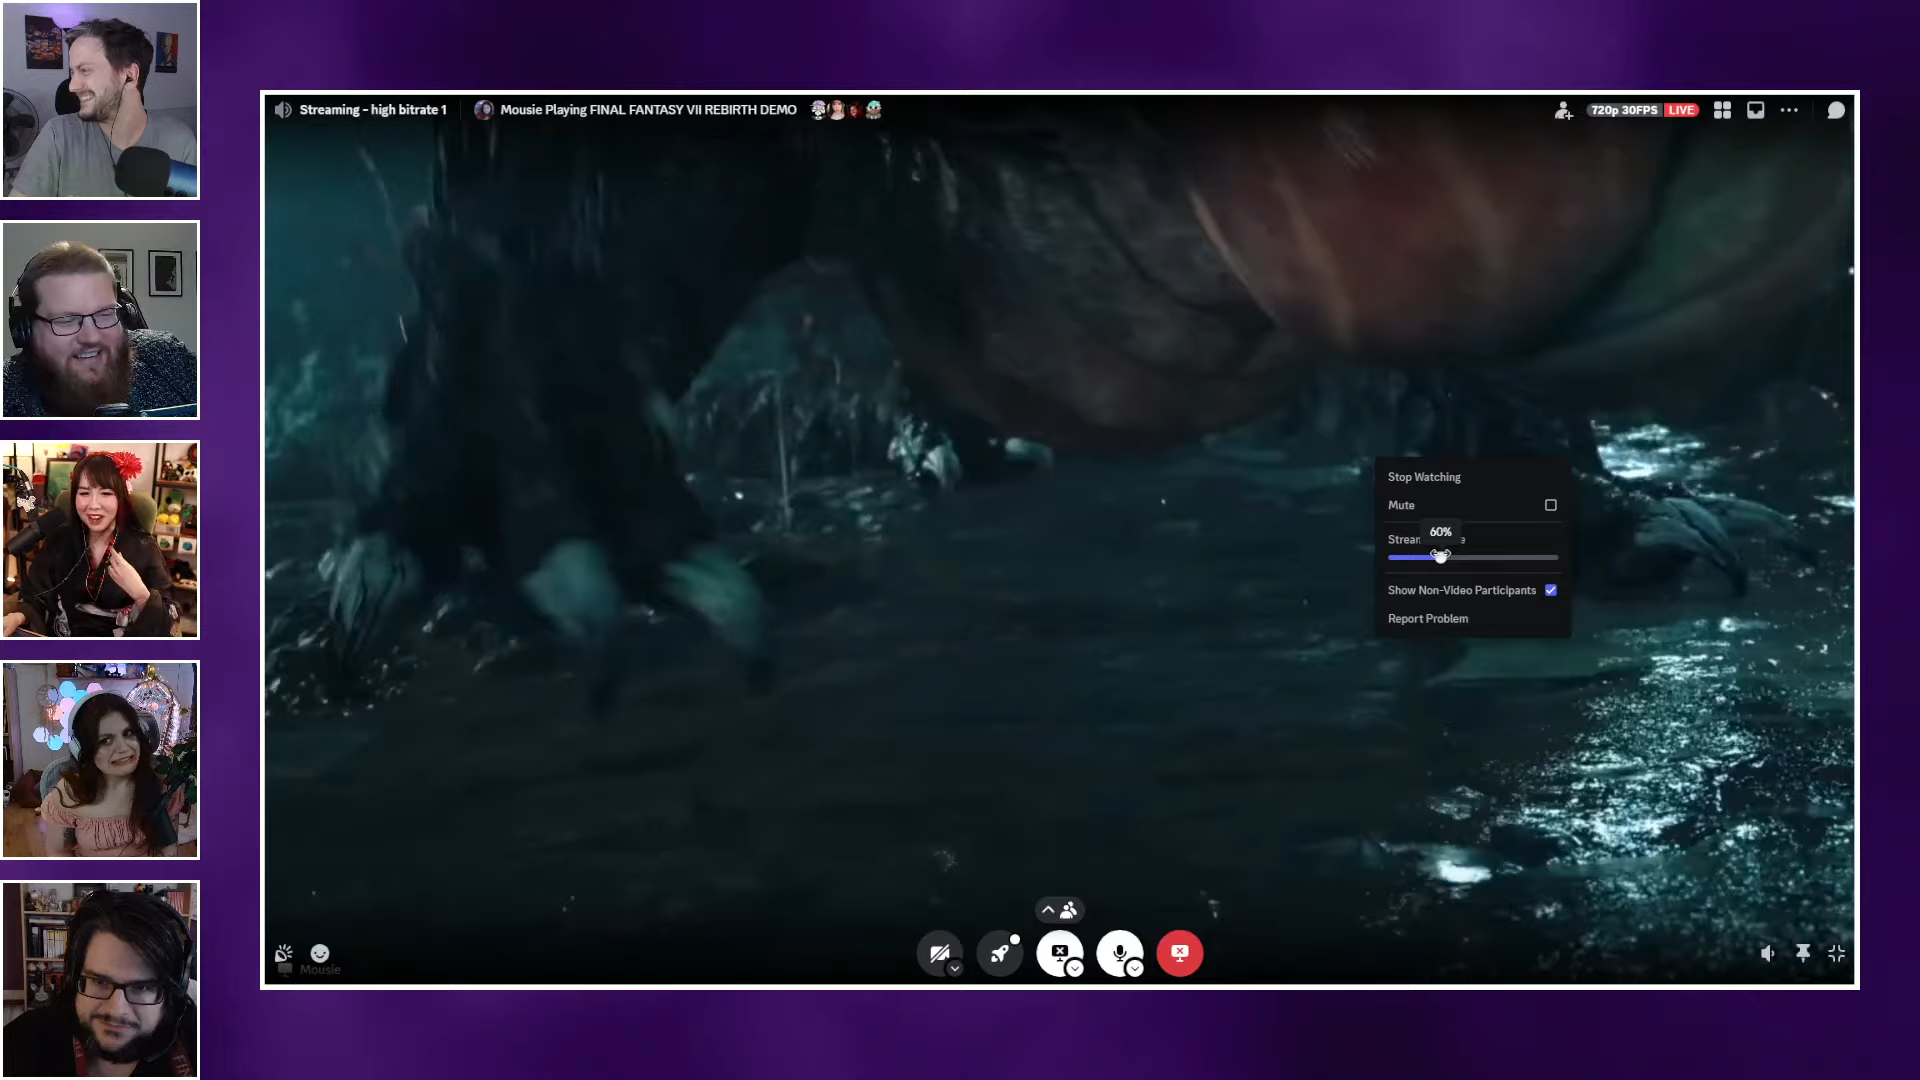 Streaming - high bitrate 1
Mousie Playing FINAL FANTASY VII REBIRTH DEMO
720p 30FPS LIVE
Stop Watching
Mute
60%
Show Non-Video Participants
Report Problem
Mousie